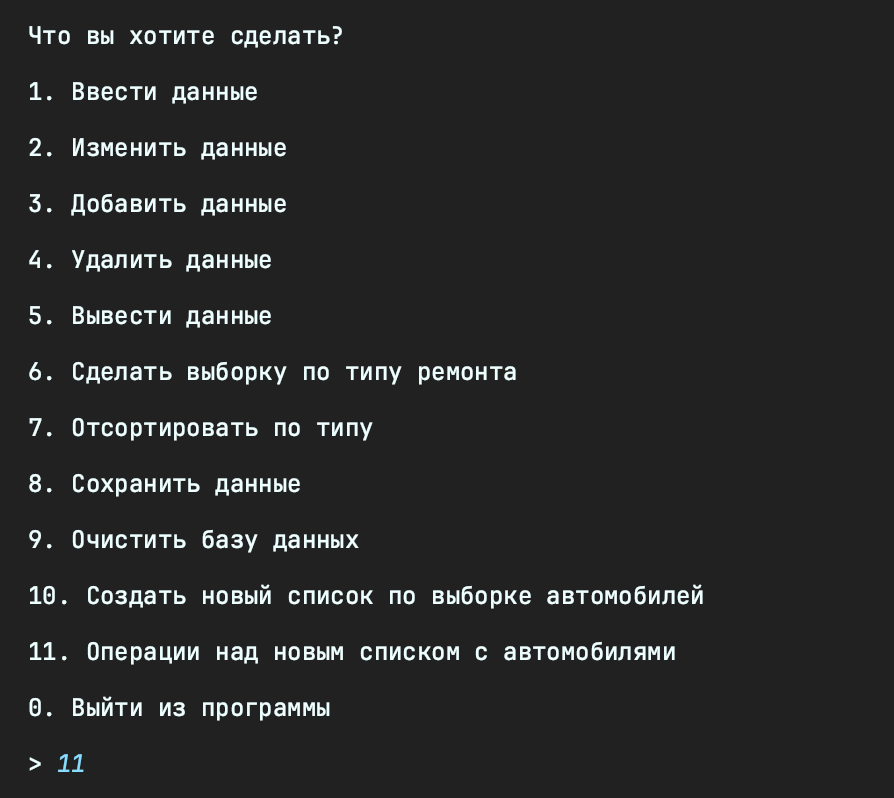 Что вы хотите сделать?
1. Ввести данные
2. Изменить данные
3. Добавить данные
4. Удалить данные
5. Вывести данные
6. Сделать выборку по типу ремонта
7. Отсортировать по типу
8. Сохранить данные
9. Очистить базу данных
10. Создать новый список по выборке автомобилей
11. Операции над новым списком с автомобилями
0. Выйти из программы
> 11